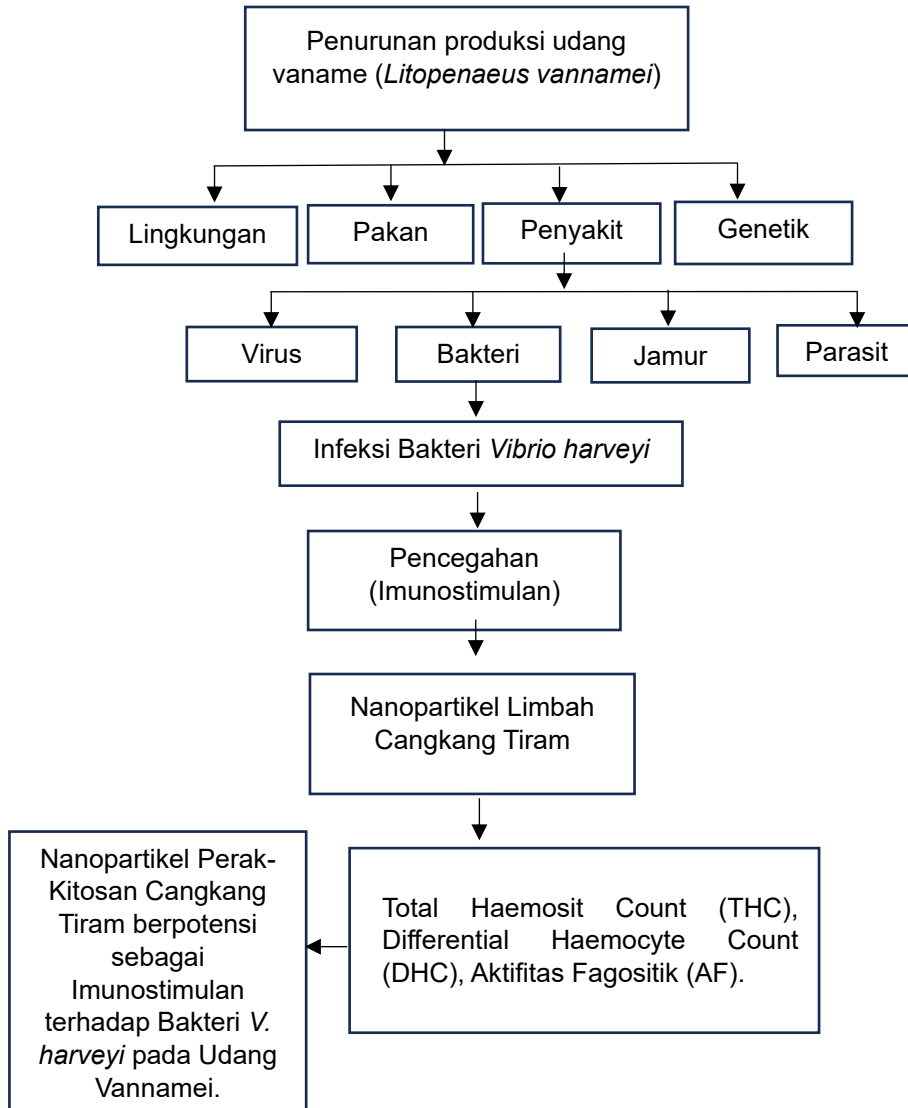 Penurunan produksi udang
vaname (Litopenaeus vannamei)
Lingkungan
Pakan
Penyakit
Genetik
Virus
Bakteri
Jamur
Parasit
Infeksi Bakteri Vibrio harveyi
Pencegahan
(Imunostimulan)
Nanopartikel Limbah
Cangkang Tiram
Total Haemosit Count (THC),
Differential Haemocyte Count
(DHC), Aktifitas Fagositik (AF).
Nanopartikel Perak-
Kitosan Cangkang
Tiram berpotensi
sebagai
Imunostimulan
terhadap Bakteri V.
harveyi pada Udang
Vannamei.